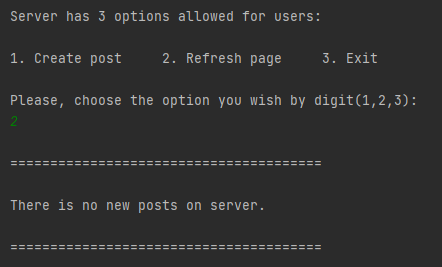 Server has 3 options allowed for users:
1. Create post     2. Refresh page     3. Exit
Please, choose the option you wish by digit(1,2,3):
2
=======================================
There is no new posts on server.
=======================================